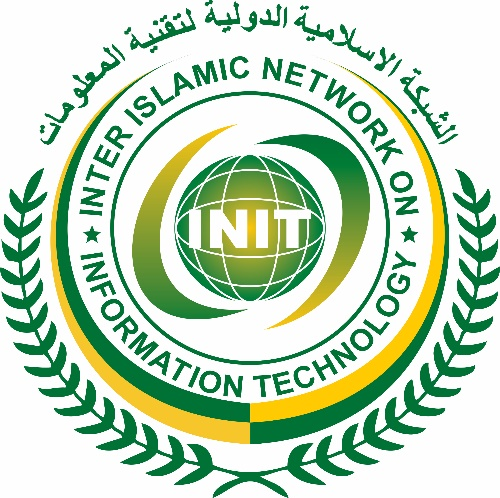 الشبكة الاسلامية الدولية لتقنية المعلومات
INTER ISLAMIC NETWORK ON
★ INFORMATION TECHNOLOGY ★
INIT